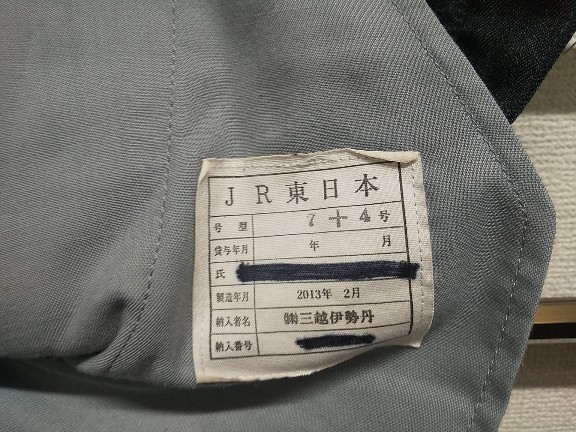 JR東日本
号型 7+4号
貸与年月 年 月
氏
製造年月 2013年 2月
納入者名 ㈱三越伊勢丹
納入番号